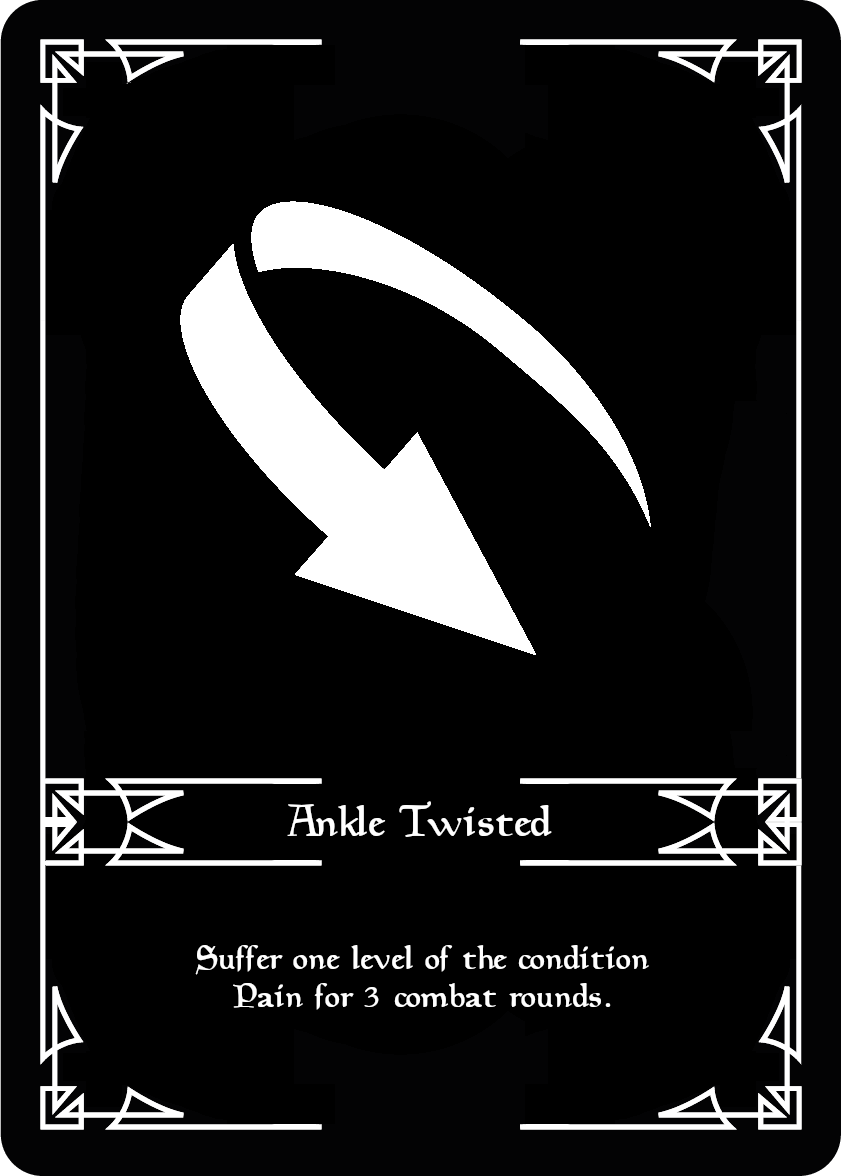 Ankle Twisted
Suffer one level of the condition
Pain for 3 combat rounds.